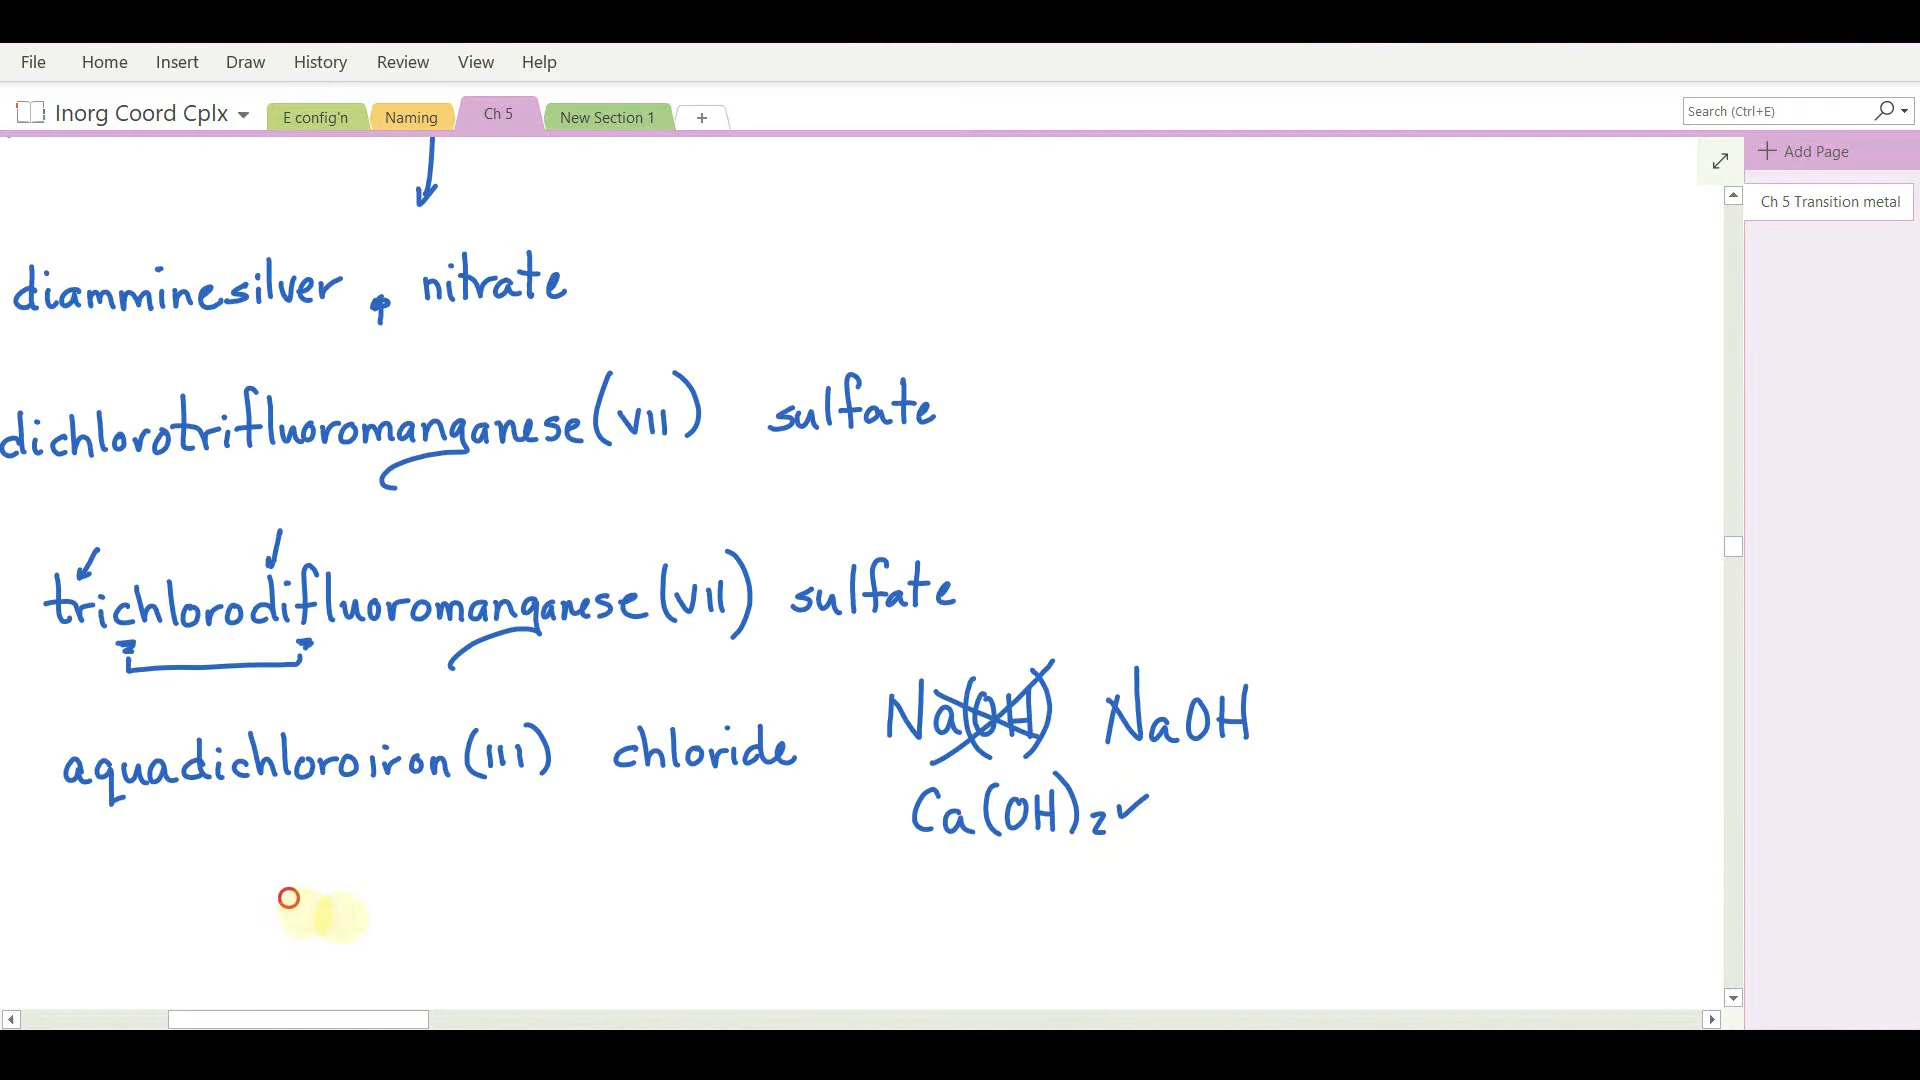 File Home Insert Draw History Review View Help
Inorg Coord Cplx E config'n Naming Ch 5 New Section 1 + Search (Ctrl+E)
Add Page
Ch 5 Transition metal
diamminesilver nitrate
dichlorotrifluoromanganese(VII) sulfate
trichlorodifluoromanganese(VII) sulfate
Na(OH) NaOH
aquadichloroiron(III) chloride
Ca(OH)2 ✓